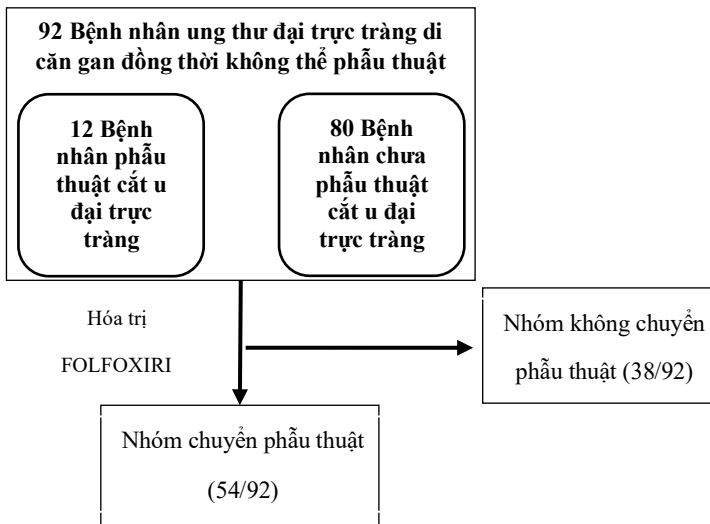 92 Bệnh nhân ung thư đại trực tràng di
căn gan đồng thời không thể phẫu thuật
12 Bệnh
nhân phẫu
thuật cắt u
đại trực
tràng
80 Bệnh
nhân chưa
phẫu thuật
cắt u đại
trực tràng
Hóa trị
FOLFOXIRI
Nhóm không chuyển
phẫu thuật (38/92)
Nhóm chuyển phẫu thuật
(54/92)